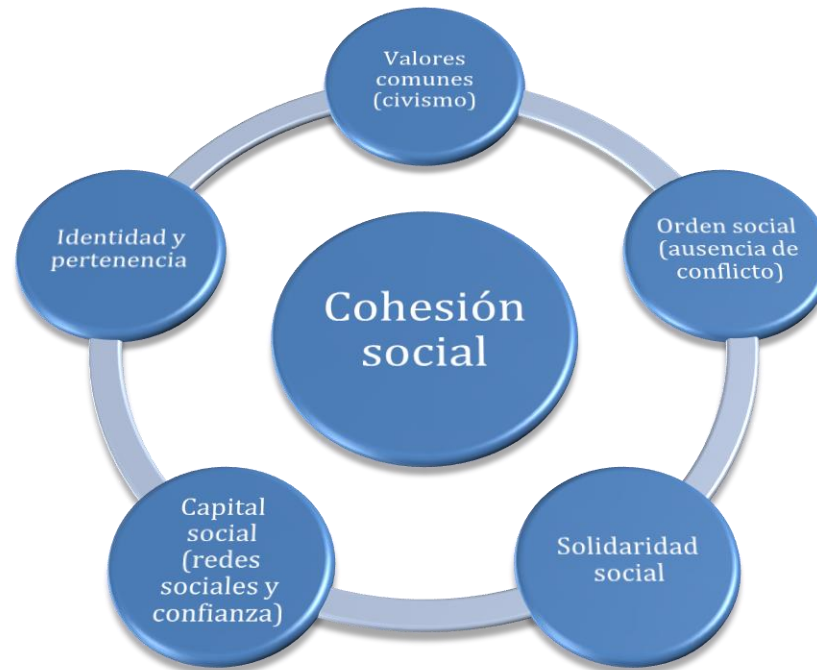 Valores
comunes
(civismo)
Orden social
(ausencia de
conflicto)
Solidaridad
social
Capital
social
(redes
sociales y
confianza)
Identidad y
pertenencia
Cohesión
social